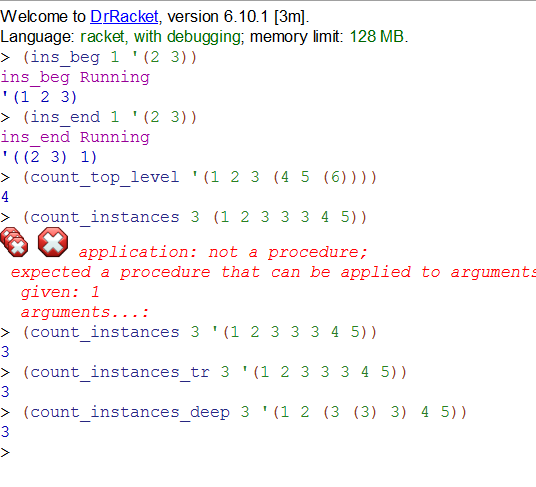 Welcome to DrRacket, version 6.10.1 [3m].
Language: racket, with debugging; memory limit: 128 MB.
> (ins_beg 1 '(2 3))
ins_beg Running
'(1 2 3)
> (ins_end 1 '(2 3))
ins_end Running
'((2 3) 1)
> (count_top_level '(1 2 3 (4 5 (6))))
4
> (count_instances 3 (1 2 3 3 3 4 5))
application: not a procedure;
expected a procedure that can be applied to arguments
given: 1
arguments...:
> (count_instances 3 '(1 2 3 3 3 4 5))
3
> (count_instances_tr 3 '(1 2 3 3 3 4 5))
3
> (count_instances_deep 3 '(1 2 (3 (3) 3) 4 5))
3
>